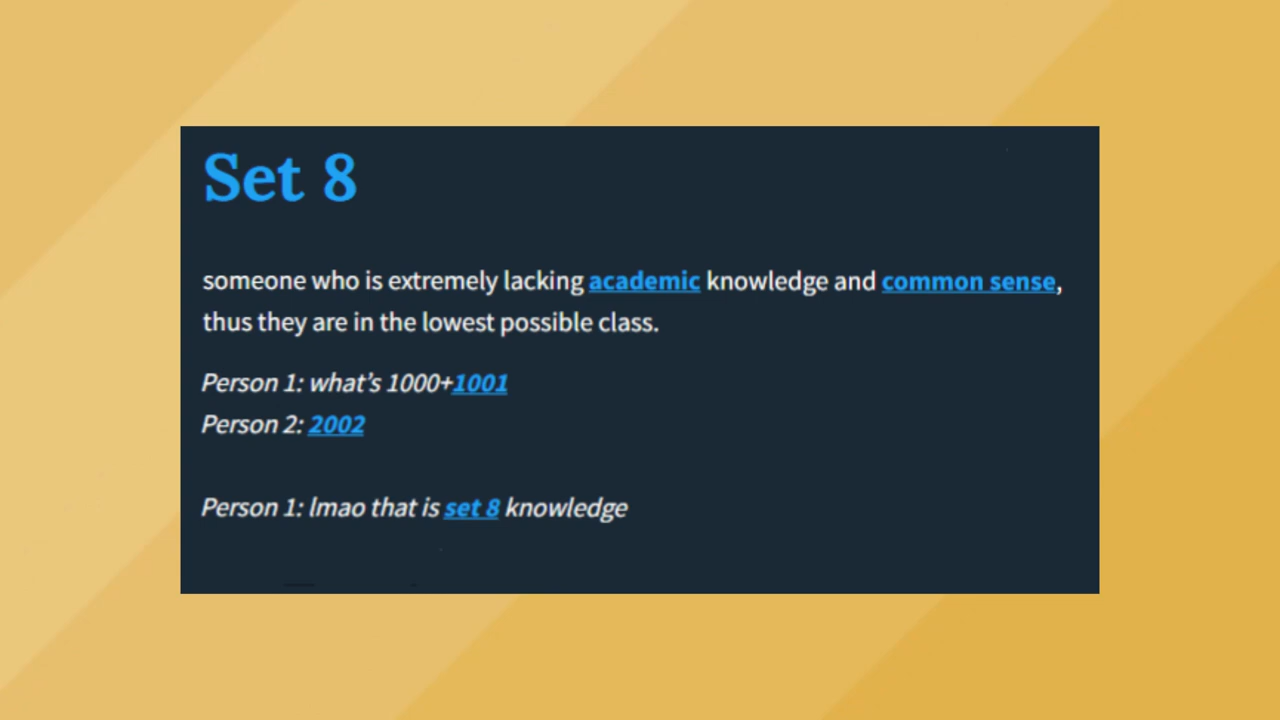 Set 8
someone who is extremely lacking academic knowledge and common sense,
thus they are in the lowest possible class.
Person 1: what's 1000+1001
Person 2: 2002
Person 1: lmao that is set 8 knowledge